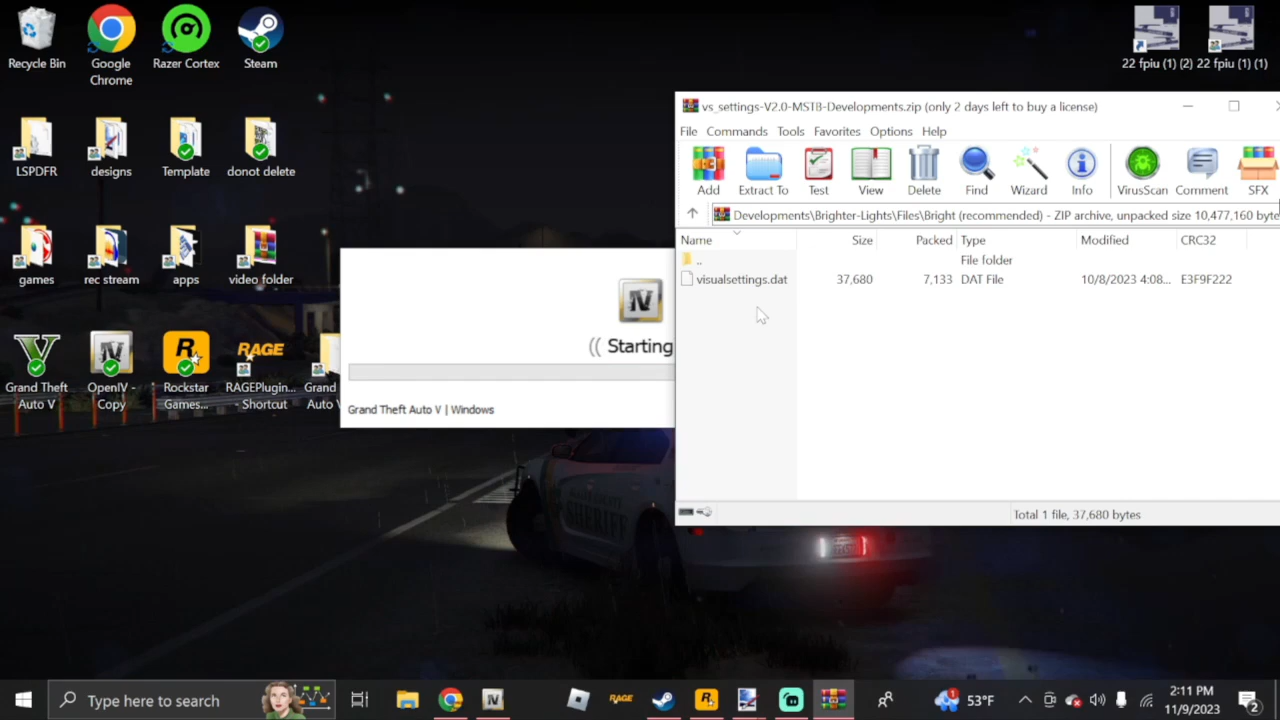 Recycle Bin
Google Chrome
Razer Cortex
Steam
22 fpiu (1) (2)
22 fpiu (1) (1)
LSPDFR
designs
Template
donot delete
games
rec stream
apps
video folder
Grand Theft Auto V
OpenIV - Copy
Rockstar Games...
RAGE
RAGEPlugin... - Shortcut
Grand
Auto V
Starting
Grand Theft Auto V | Windows
vs_settings-V2.0-MSTB-Developments.zip (only 2 days left to buy a license)
File Commands Tools Favorites Options Help
Add Extract To Test View Delete Find Wizard Info VirusScan Comment SFX
Developments\Brighter-Lights\Files\Bright (recommended) - ZIP archive, unpacked size 10,477,160 byte
Name Size Packed Type Modified CRC32
.. File folder
visualsettings.dat 37,680 7,133 DAT File 10/8/2023 4:08... E3F9F222
Total 1 file, 37,680 bytes
SHERIFF
Type here to search
RAGE
53°F
2:11 PM
11/9/2023
2